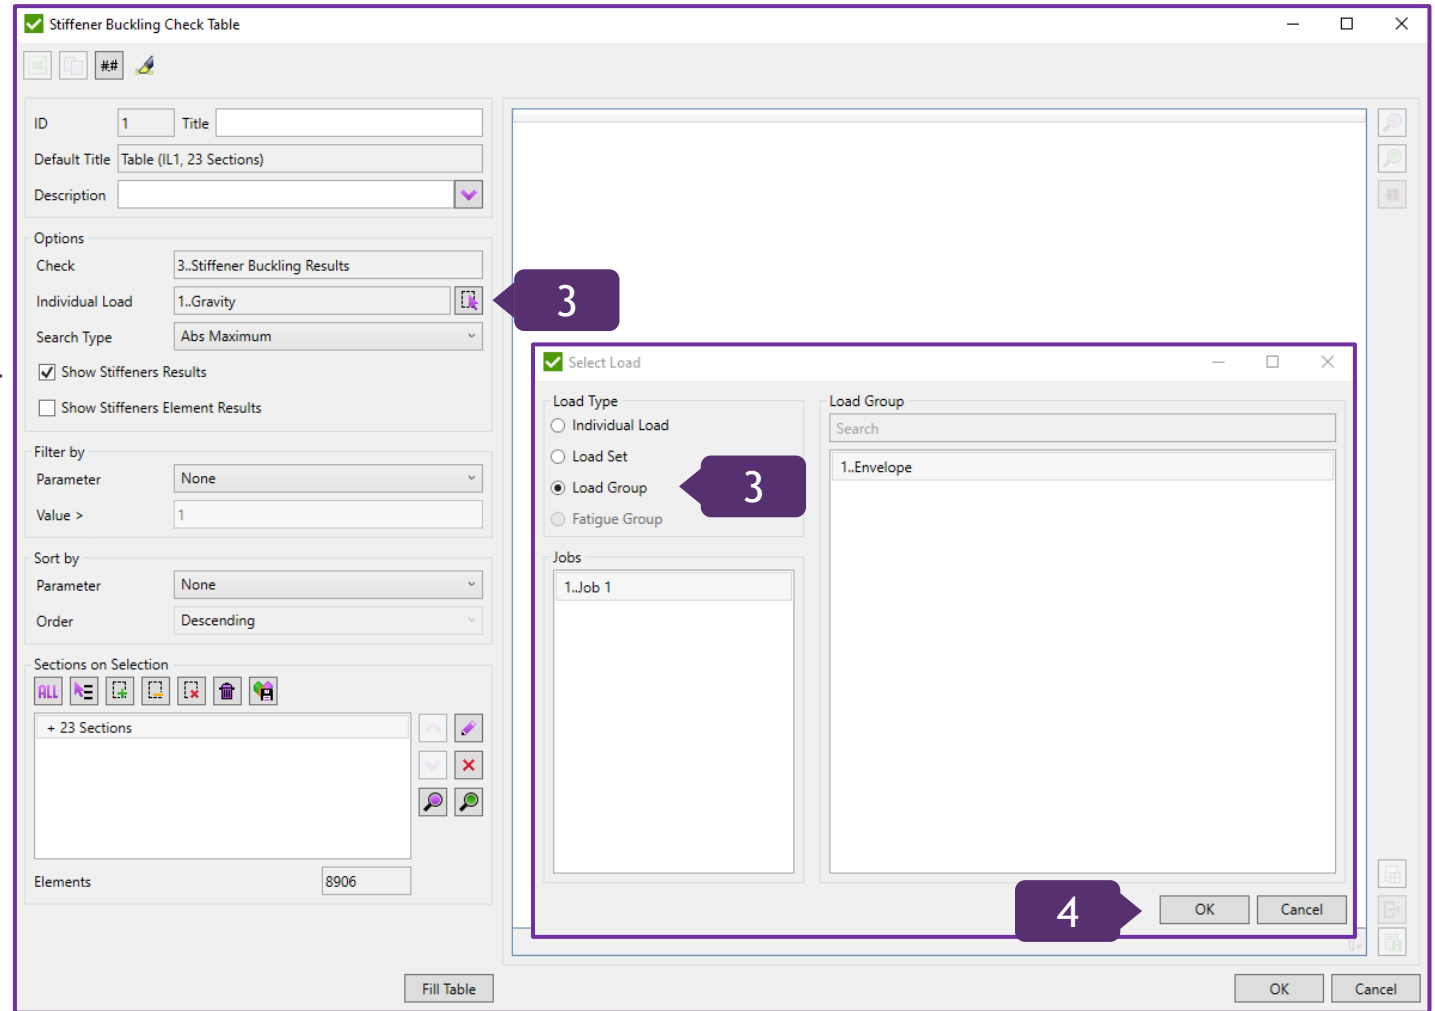 Stiffener Buckling Check Table
##
ID 1 Title
Default Title Table (IL1, 23 Sections)
Description
Options
Check 3..Stiffener Buckling Results
Individual Load 1..Gravity
3
Search Type Abs Maximum
Show Stiffeners Results
Show Stiffeners Element Results
Filter by
Parameter None
Value > 1
Sort by
Parameter None
Order Descending
Sections on Selection
ALL
+ 23 Sections
Elements 8906
Fill Table
Select Load
Load Type
Individual Load
Load Set
Load Group
3
Fatigue Group
Jobs
1..Job 1
Load Group
Search
1..Envelope
4
OK Cancel
OK Cancel